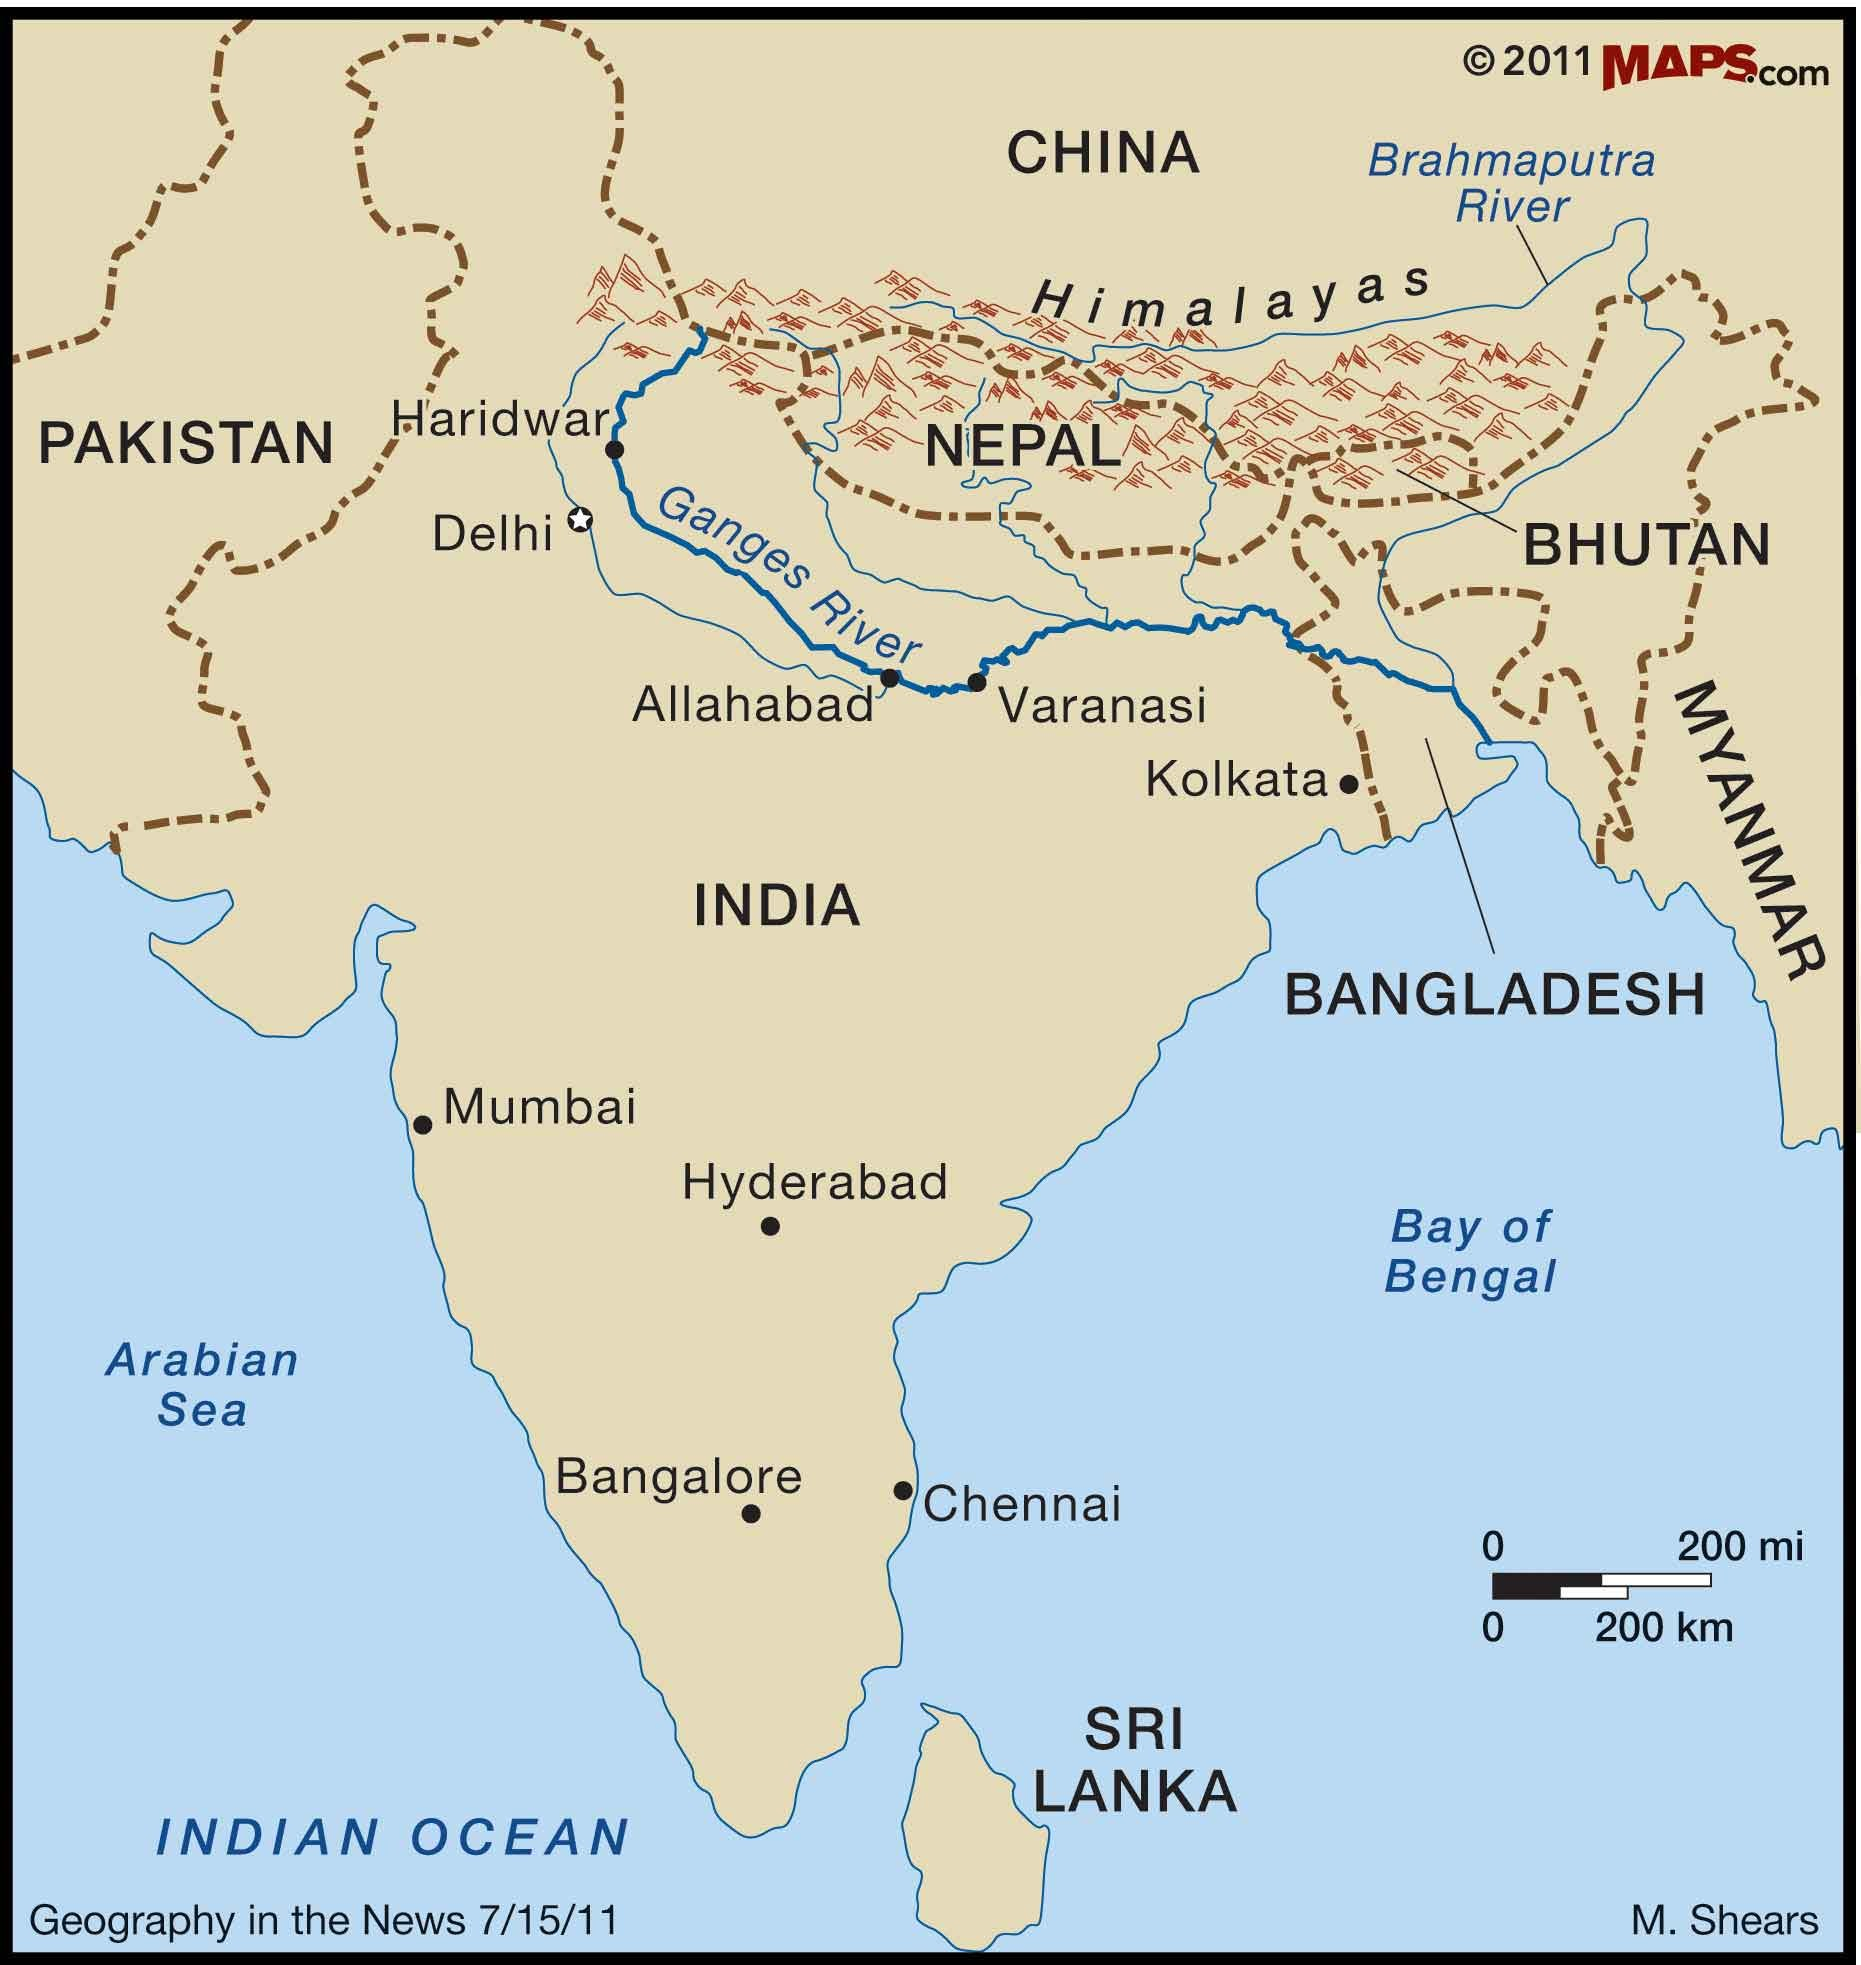 © 2011 MAPS.com
CHINA
Brahmaputra
River
Himalayas
PAKISTAN
Haridwar
NEPAL
Delhi
Ganges River
BHUTAN
Allahabad
Varanasi
MYANMAR
Kolkata
INDIA
BANGLADESH
Mumbai
Hyderabad
Bay of
Bengal
Arabian
Sea
Bangalore
Chennai
0 200 mi
0 200 km
SRI
LANKA
INDIAN OCEAN
Geography in the News 7/15/11
M. Shears